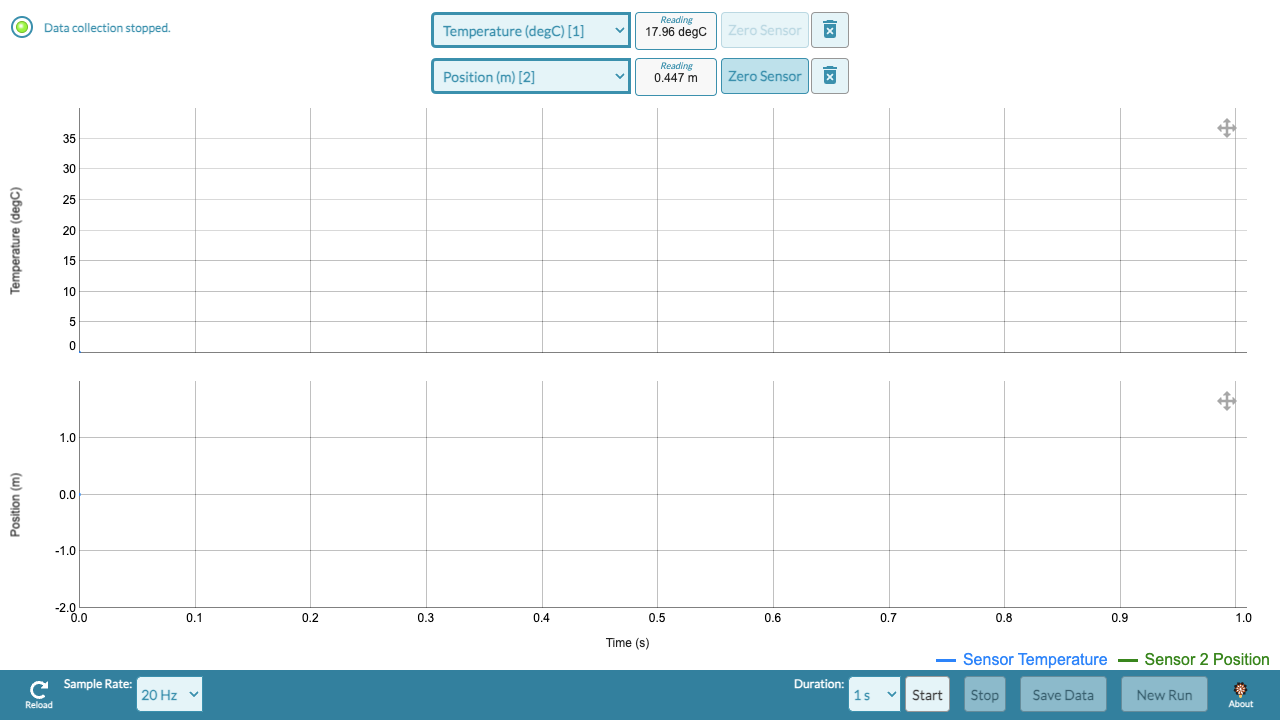 Data collection stopped.
Temperature (degC) [1]
Reading
17.96 degC
Zero Sensor
Position (m) [2]
Reading
0.447 m
Zero Sensor
Temperature (degC)
35
30
25
20
15
10
5
0
Position (m)
1.0
0.0
-1.0
-2.0
0.0 0.1 0.2 0.3 0.4 0.5 0.6 0.7 0.8 0.9 1.0
Time (s)
Sensor Temperature Sensor 2 Position
Reload
Sample Rate:
20 Hz
Duration:
1 s
Start
Stop
Save Data
New Run
About